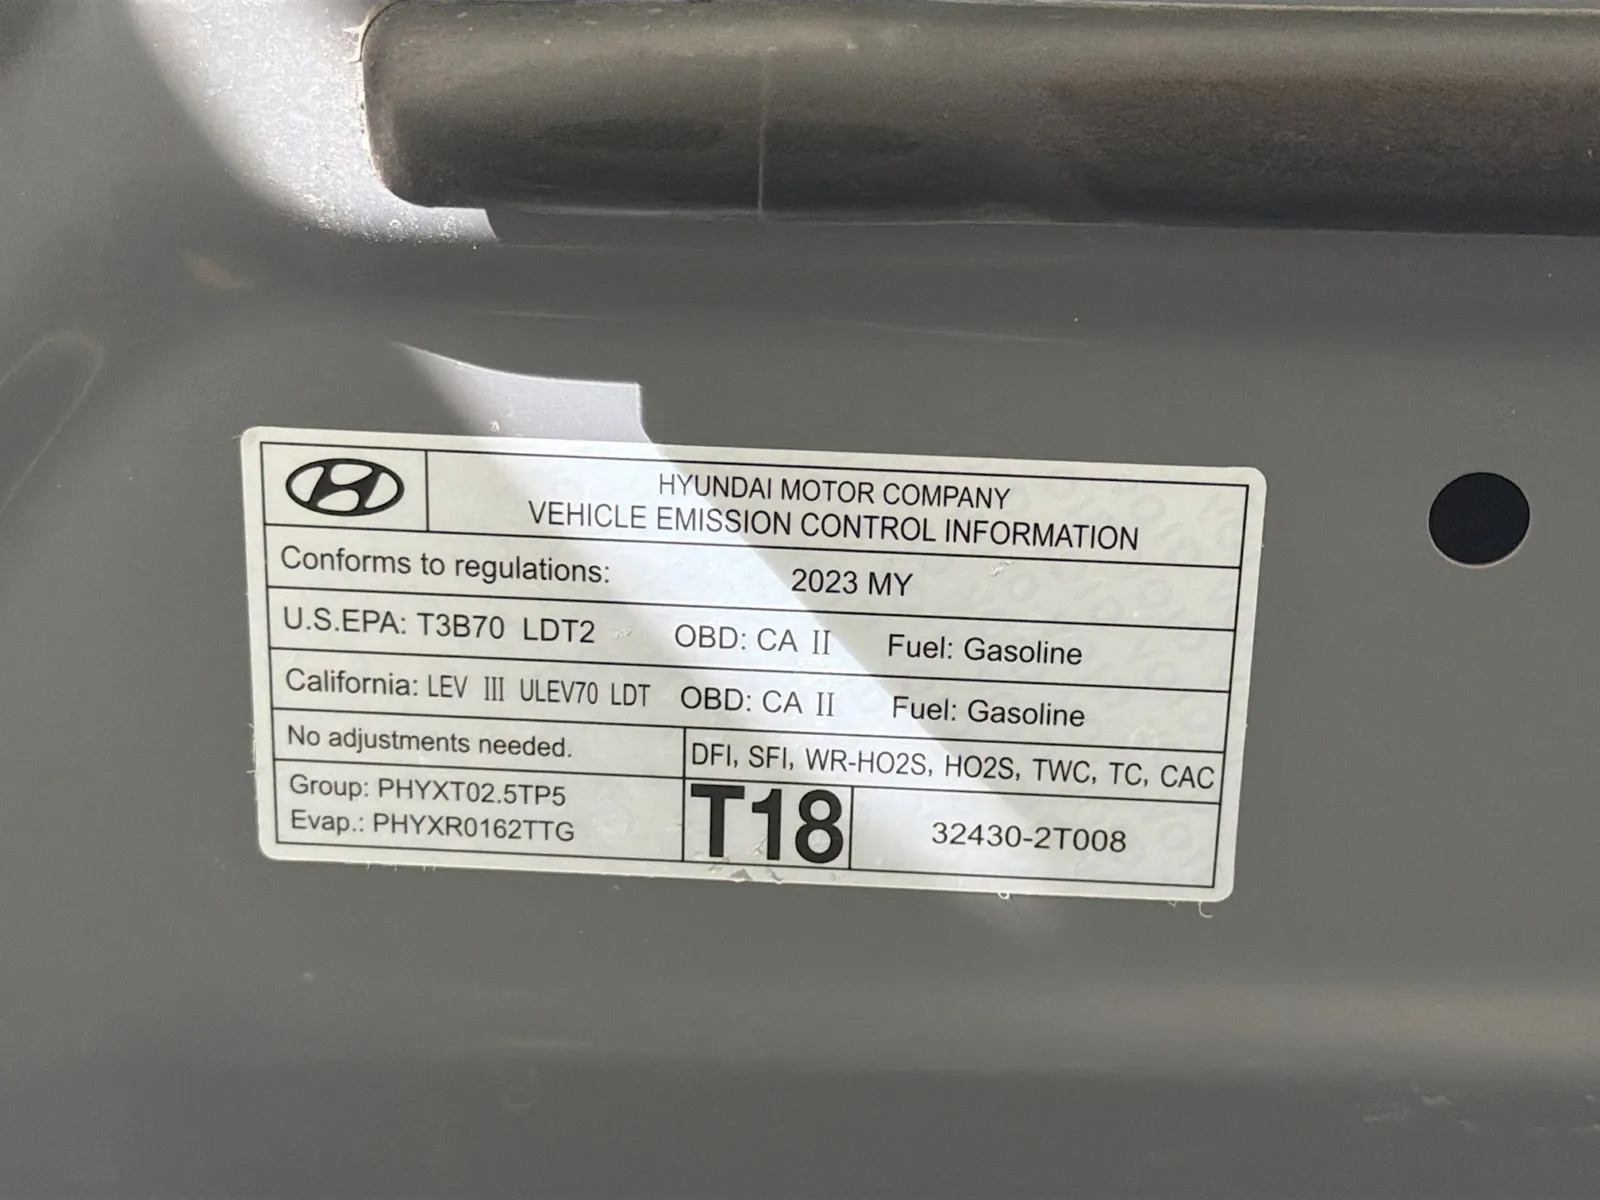 HYUNDAI MOTOR COMPANY
VEHICLE EMISSION CONTROL INFORMATION
Conforms to regulations: 2023 MY
U.S.EPA: T3B70 LDT2 OBD: CA II Fuel: Gasoline
California: LEV III ULEV70 LDT OBD: CA II Fuel: Gasoline
No adjustments needed.
DFI, SFI, WR-HO2S, HO2S, TWC, TC, CAC
Group: PHYXT02.5TP5
Evap.: PHYXR0162TTG
T18
32430-2T008